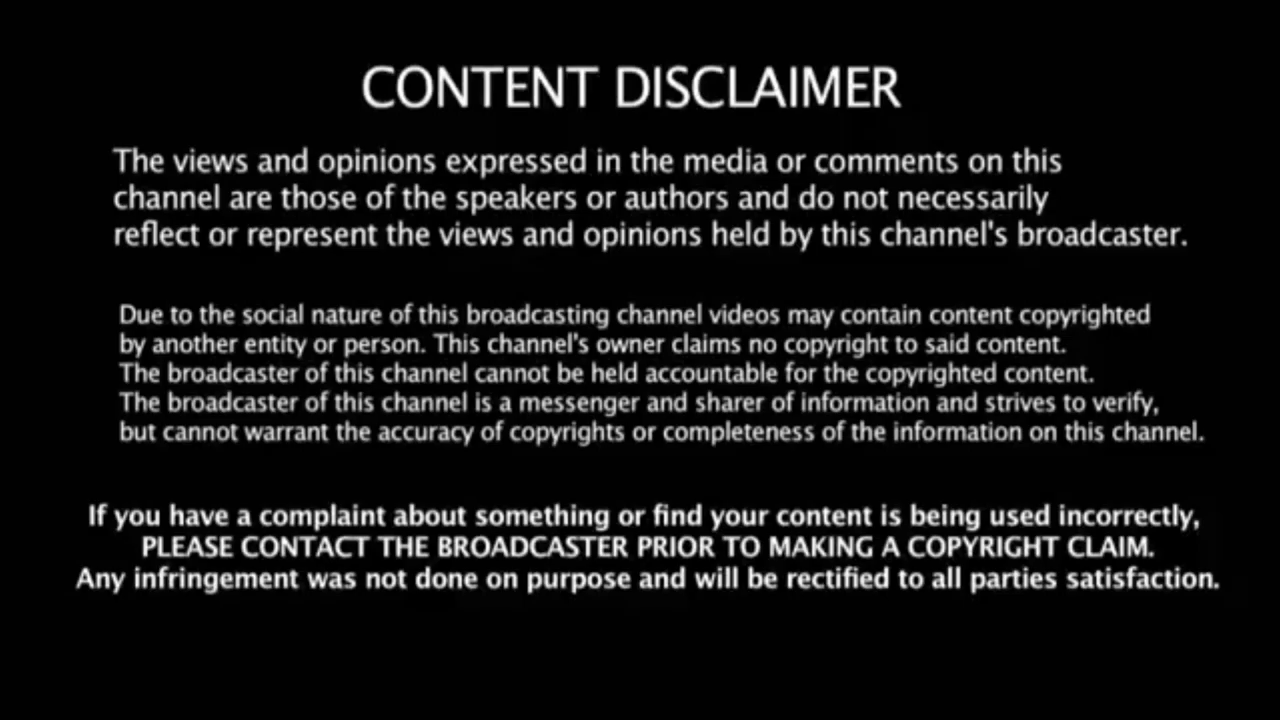 CONTENT DISCLAIMER
The views and opinions expressed in the media or comments on this
channel are those of the speakers or authors and do not necessarily
reflect or represent the views and opinions held by this channel's broadcaster.
Due to the social nature of this broadcasting channel videos may contain content copyrighted
by another entity or person. This channel's owner claims no copyright to said content.
The broadcaster of this channel cannot be held accountable for the copyrighted content.
The broadcaster of this channel is a messenger and sharer of information and strives to verify,
but cannot warrant the accuracy of copyrights or completeness of the information on this channel.
If you have a complaint about something or find your content is being used incorrectly,
PLEASE CONTACT THE BROADCASTER PRIOR TO MAKING A COPYRIGHT CLAIM.
Any infringement was not done on purpose and will be rectified to all parties satisfaction.